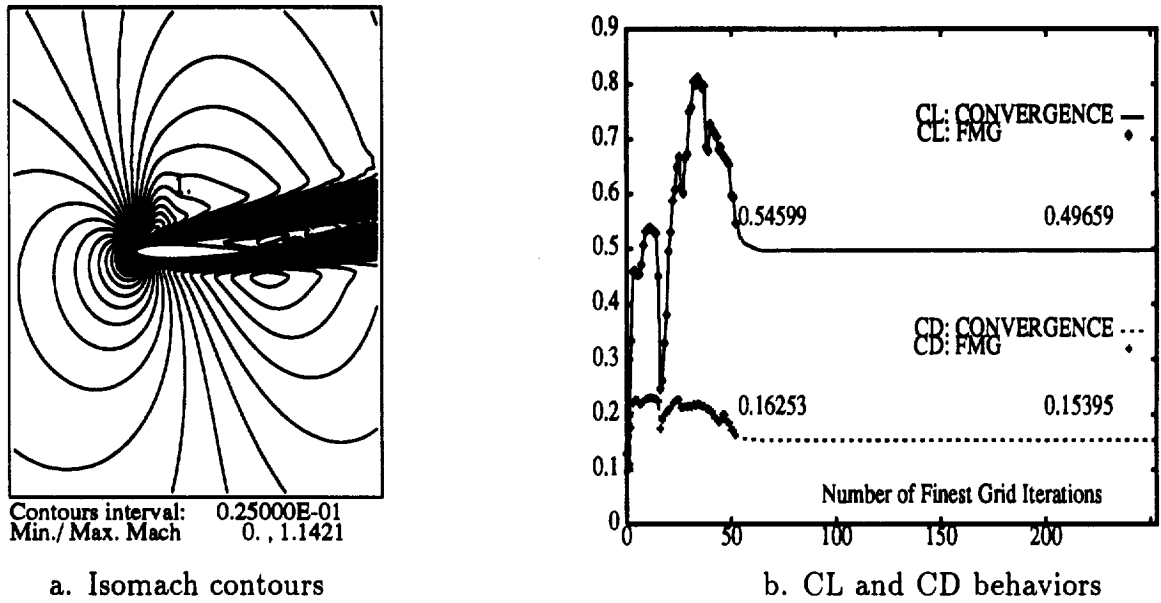 Contours interval: 0.25000E-01
Min./ Max. Mach 0. , 1.1421
a. Isomach contours
0.9
0.8
0.7
0.6
0.5
0.4
0.3
0.2
0.1
0
CL: CONVERGENCE
CL: FMG
0.54599 0.49659
CD: CONVERGENCE
CD: FMG
0.16253 0.15395
Number of Finest Grid Iterations
0 50 100 150 200
b. CL and CD behaviors